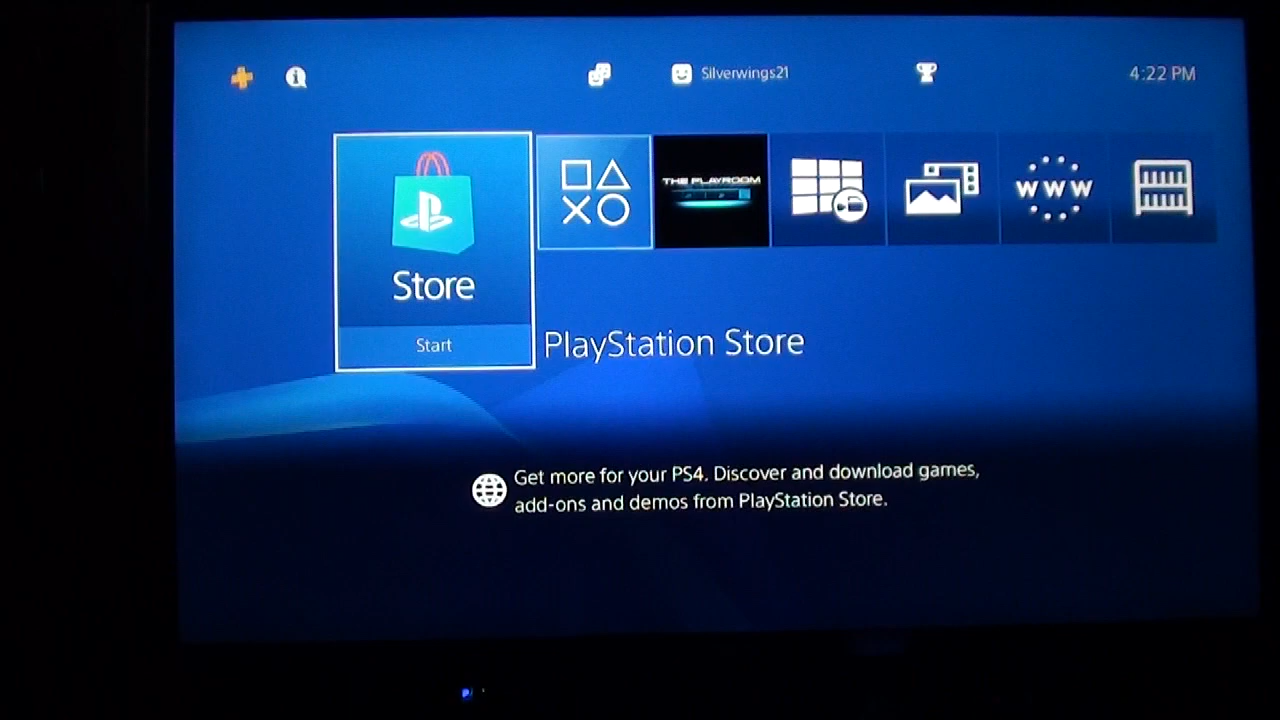 Silverwings21
4:22 PM
THE PLAYROOM
WWW
Store
Start
PlayStation Store
Get more for your PS4. Discover and download games,
add-ons and demos from PlayStation Store.